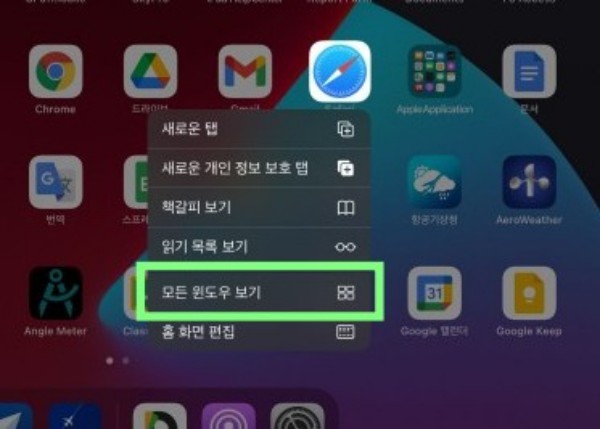 Chrome
드라이브
Gmail
Safari
AppleApplication
문서
새로운 탭
새로운 개인 정보 보호 탭
책갈피 보기
읽기 목록 보기
모든 윈도우 보기
홈 화면 편집
번역
항공기상청
AeroWeather
Angle Meter
31
Google 캘린더
Google Keep